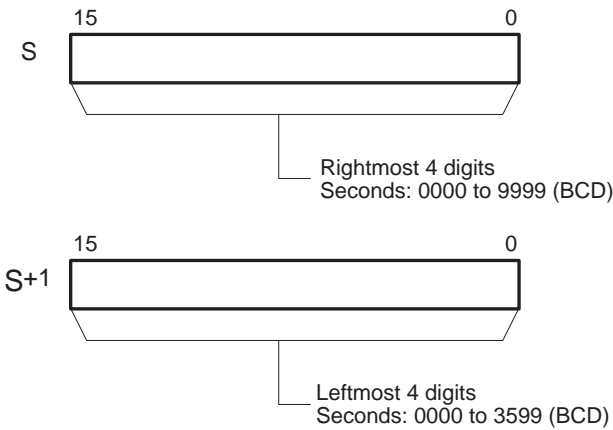 15 0
S
Rightmost 4 digits
Seconds: 0000 to 9999 (BCD)
15 0
S+1
Leftmost 4 digits
Seconds: 0000 to 3599 (BCD)